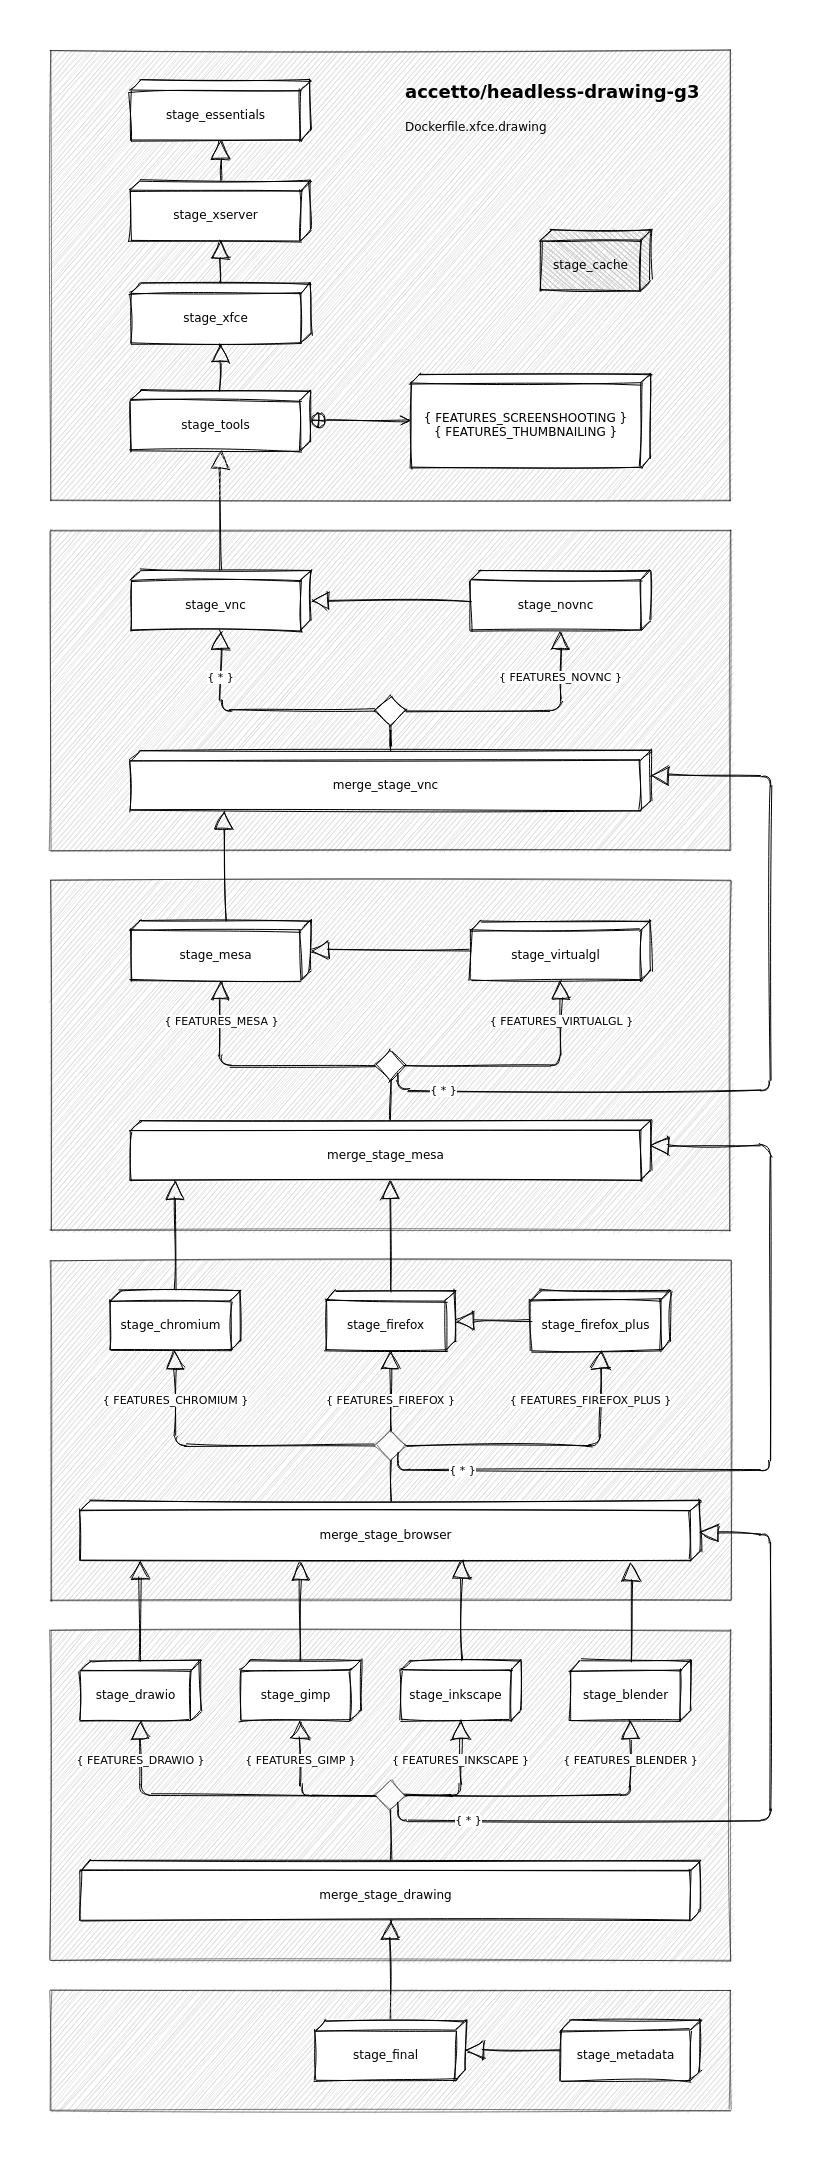 accetto/headless-drawing-g3
Dockerfile.xfce.drawing
stage_essentials
stage_xserver
stage_cache
stage_xfce
stage_tools
{ FEATURES_SCREENSHOOTING }
{ FEATURES_THUMBNAILING }
stage_vnc
stage_novnc
{ * }
{ FEATURES_NOVNC }
merge_stage_vnc
stage_mesa
stage_virtualgl
{ FEATURES_MESA }
{ FEATURES_VIRTUALGL }
{ * }
merge_stage_mesa
stage_chromium
stage_firefox
stage_firefox_plus
{ FEATURES_CHROMIUM }
{ FEATURES_FIREFOX }
{ FEATURES_FIREFOX_PLUS }
{ * }
merge_stage_browser
stage_drawio
stage_gimp
stage_inkscape
stage_blender
{ FEATURES_DRAWIO }
{ FEATURES_GIMP }
{ FEATURES_INKSCAPE }
{ FEATURES_BLENDER }
{ * }
merge_stage_drawing
stage_final
stage_metadata